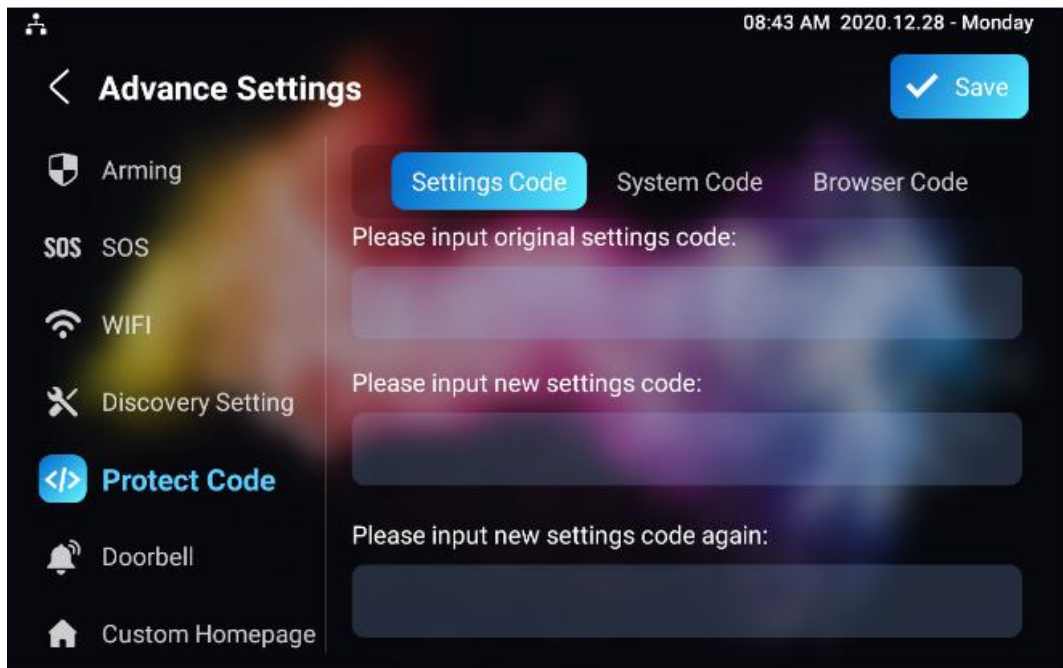 08:43 AM 2020.12.28 - Monday
Advance Settings
Save
Arming
SOS SOS
WIFI
Discovery Setting
Protect Code
Doorbell
Custom Homepage
Settings Code System Code Browser Code
Please input original settings code:
Please input new settings code:
Please input new settings code again: